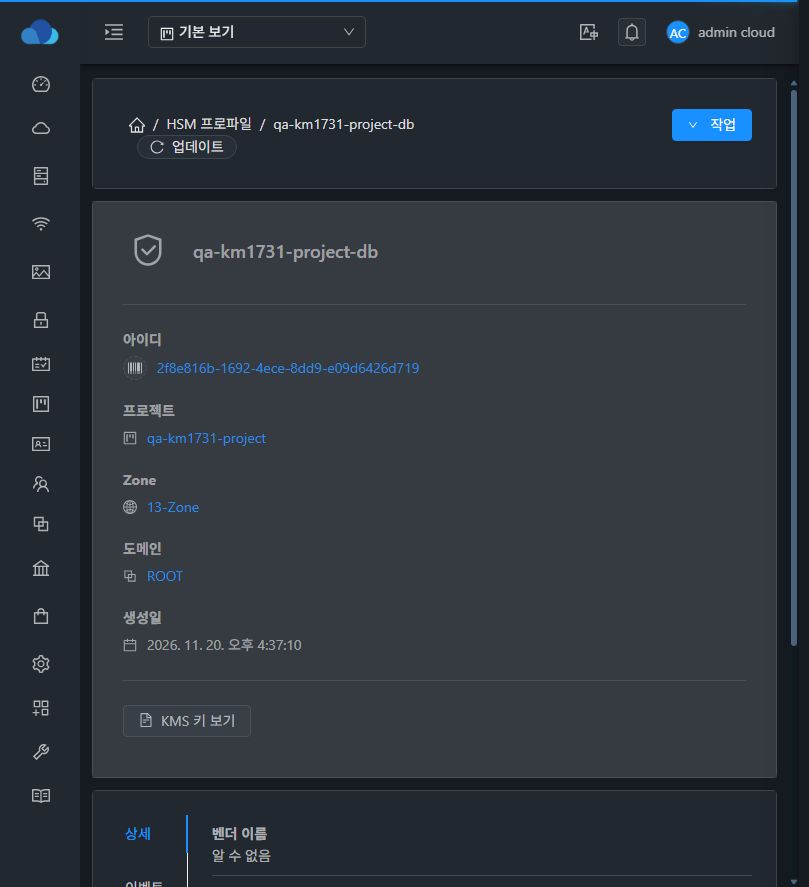 기본 보기
AC admin cloud
/ HSM 프로파일 / qa-km1731-project-db
업데이트
작업
qa-km1731-project-db
아이디
2f8e816b-1692-4ece-8dd9-e09d6426d719
프로젝트
qa-km1731-project
Zone
13-Zone
도메인
ROOT
생성일
2026. 11. 20. 오후 4:37:10
KMS 키 보기
상세
벤더 이름
알 수 없음
이벤트